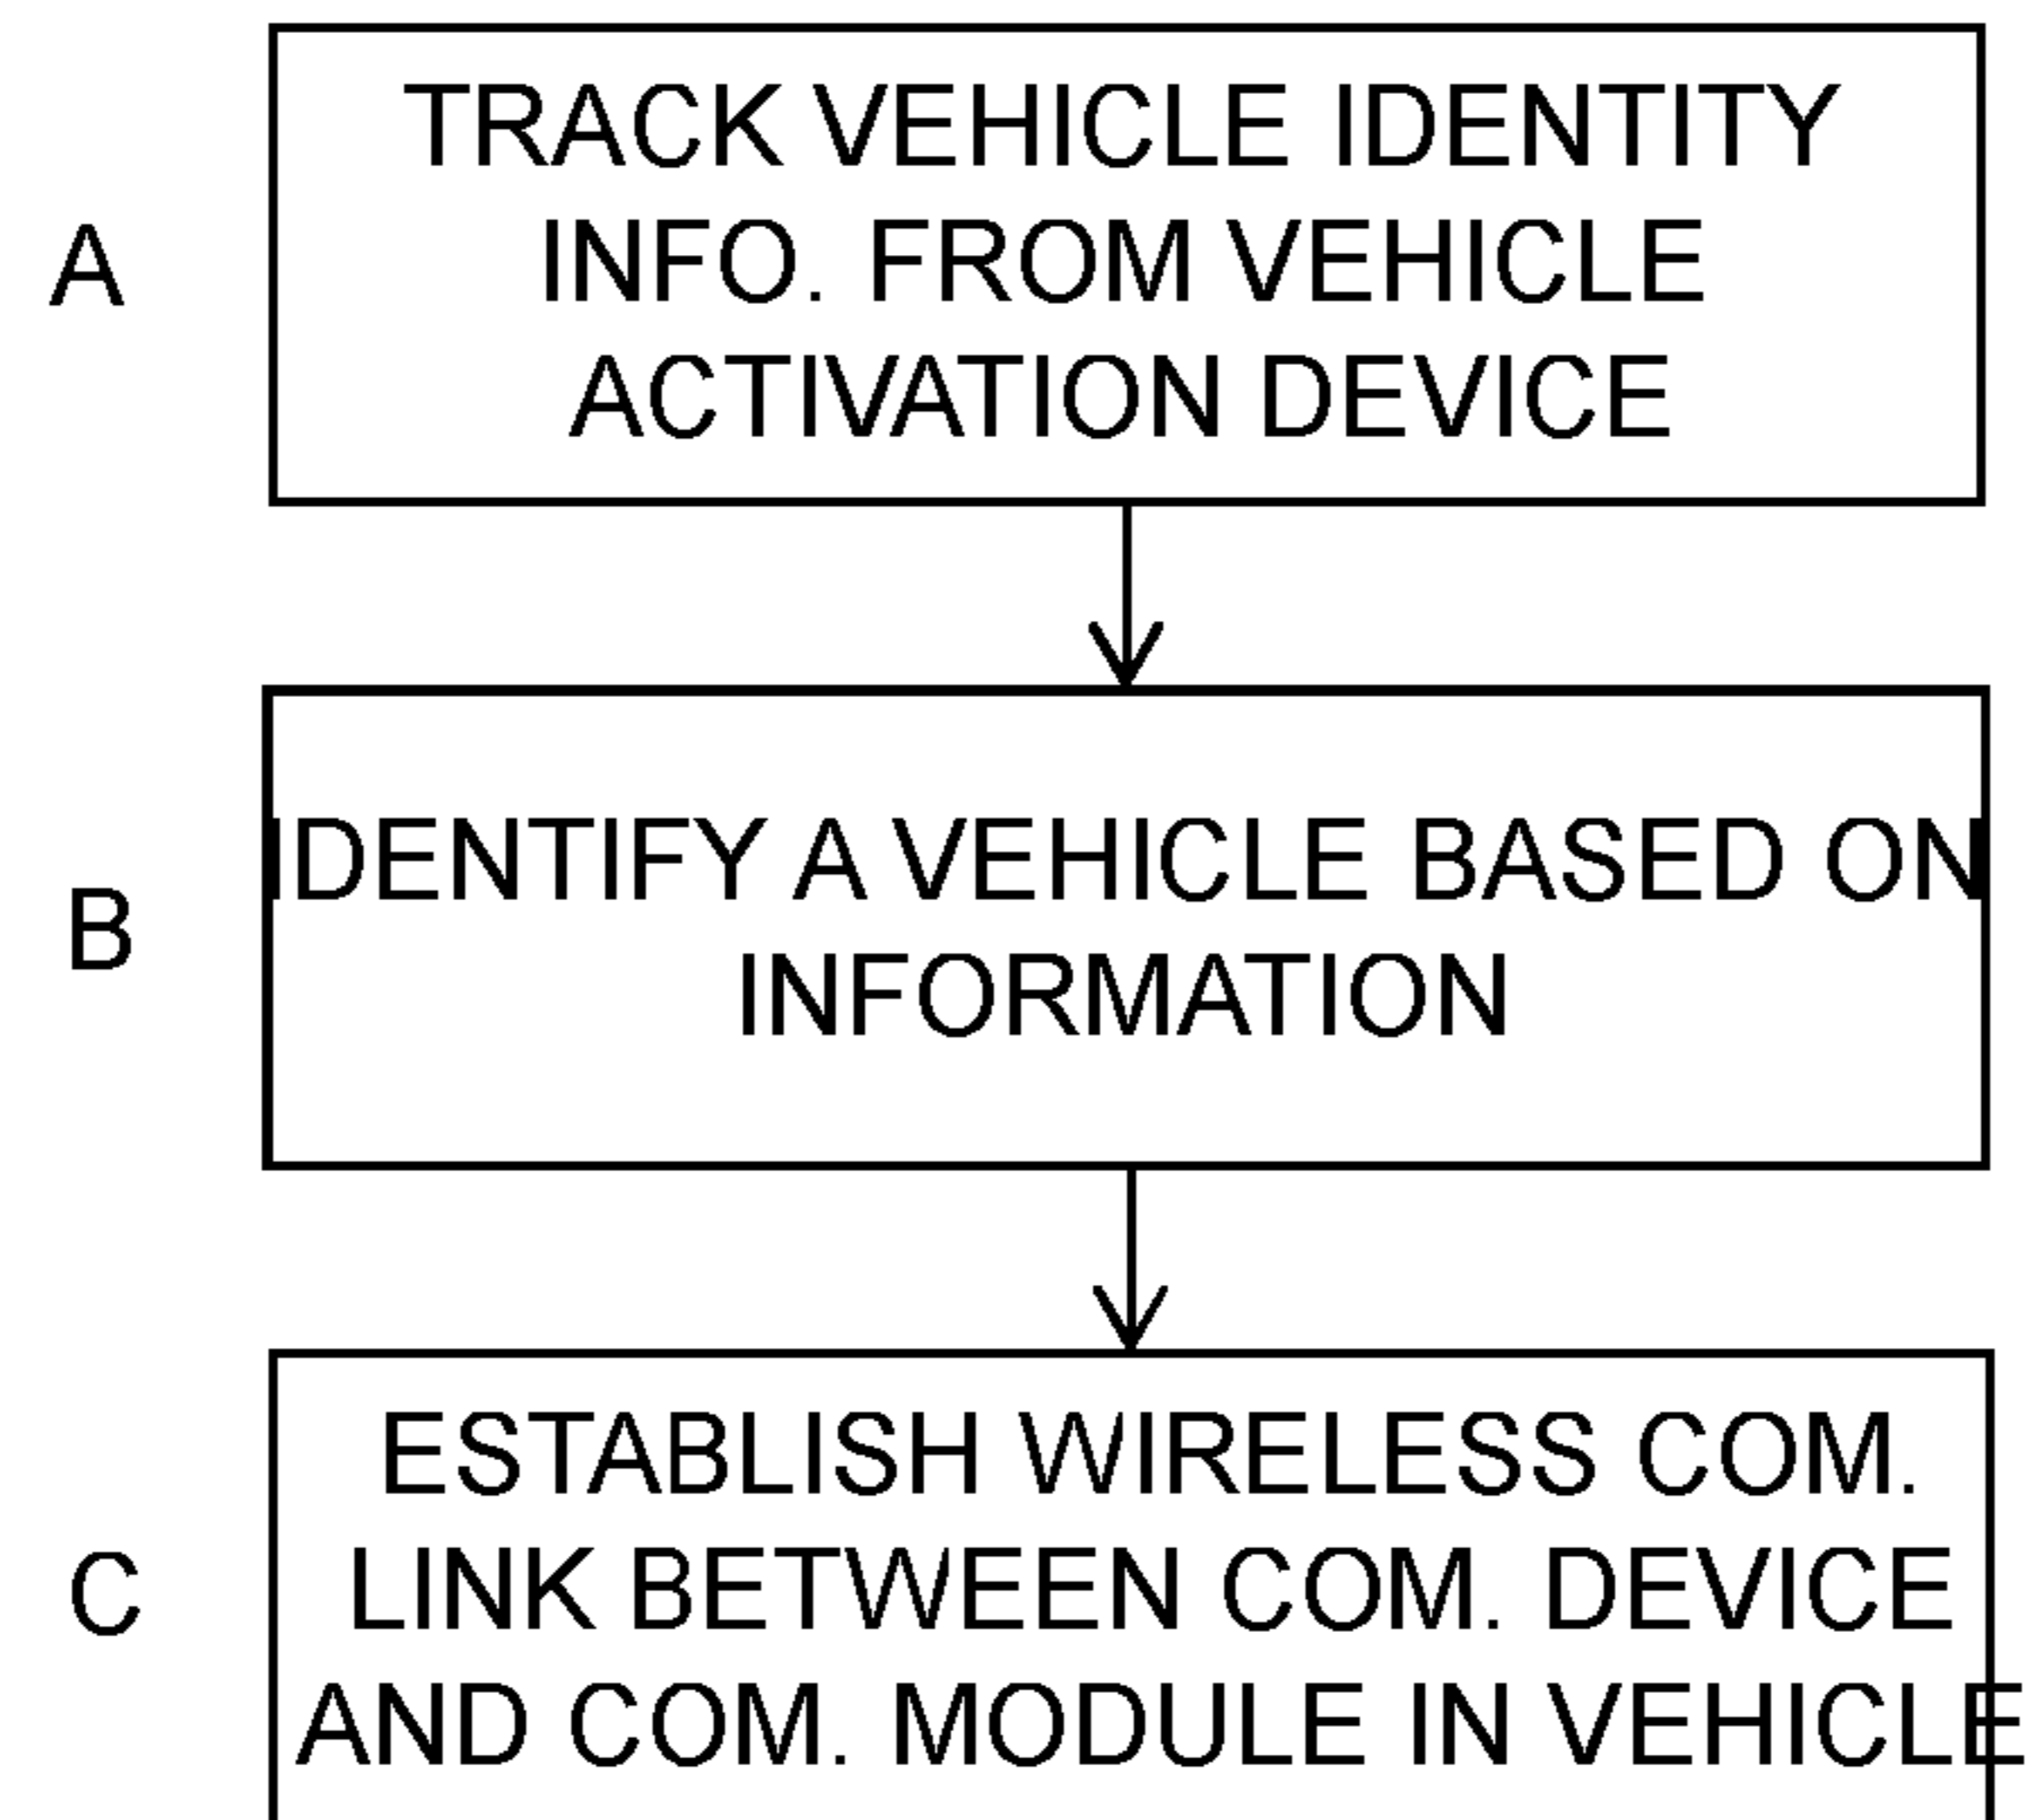 TRACK VEHICLE IDENTITY
INFO. FROM VEHICLE
ACTIVATION DEVICE
A
IDENTIFY A VEHICLE BASED ON
INFORMATION
B
ESTABLISH WIRELESS COM.
LINK BETWEEN COM. DEVICE
AND COM. MODULE IN VEHICLE
C